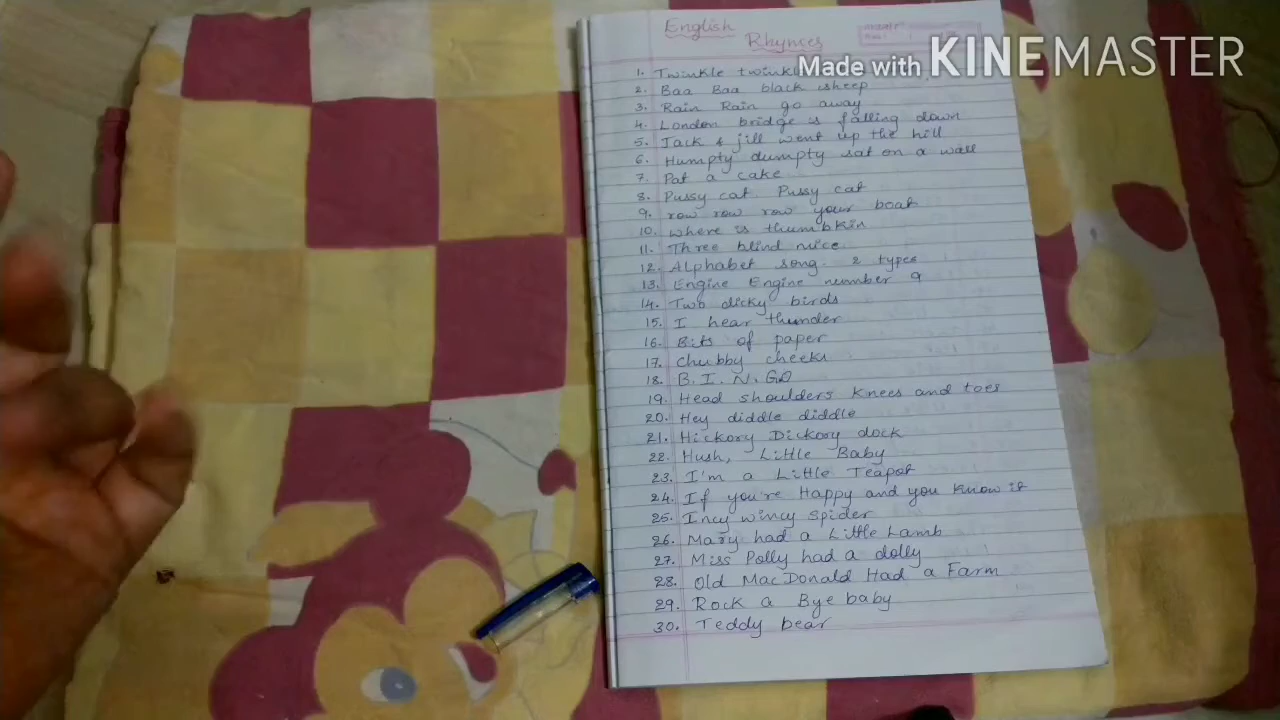 English
Rhymes
Made with KINEMASTER
1. Twinkle
2. Baa Baa black sheep
3. Rain Rain go away
4. London bridge is falling down
5. Jack & jill went up the hill
6. Humpty dumpty sat on a wall
7. Pat a cake
8. Pussy cat Pussy cat
9. row row row your boat
10. Where is thumbkin
11. Three blind mice
12. Alphabet song. 2 types
13. Engine Engine number 9
14. Two dicky birds
15. I hear thunder
16. Bits of paper
17. Chubby cheeks
18. B. I. N. GO
19. Head shoulders knees and toes
20. Hey diddle diddle
21. Hickory Dickory dock
22. Hush, Little Baby
23. I'm a Little Teapot
24. If you're Happy and you know it
25. Incy wincy spider
26. Mary had a Little Lamb
27. Miss Polly had a dolly
28. Old MacDonald Had a Farm
29. Rock a Bye baby
30. Teddy bear